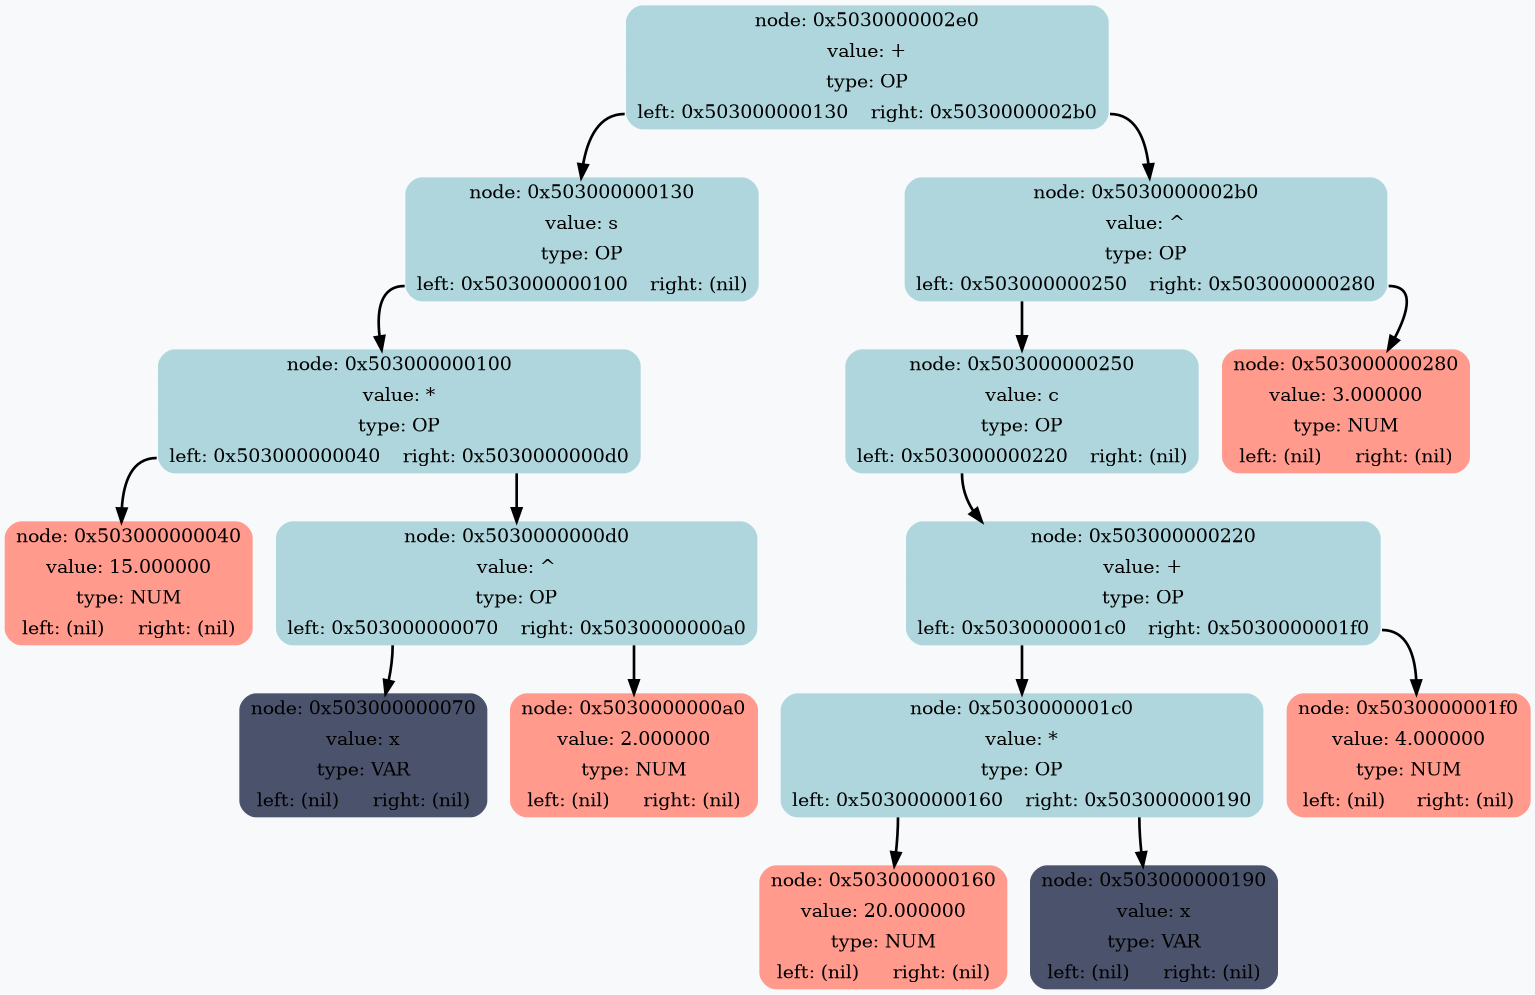 node: 0x5030000002e0
value: +
type: OP
left: 0x503000000130 right: 0x5030000002b0
node: 0x503000000130
value: s
type: OP
left: 0x503000000100 right: (nil)
node: 0x5030000002b0
value: ^
type: OP
left: 0x503000000250 right: 0x503000000280
node: 0x503000000100
value: *
type: OP
left: 0x503000000040 right: 0x5030000000d0
node: 0x503000000250
value: c
type: OP
left: 0x503000000220 right: (nil)
node: 0x503000000280
value: 3.000000
type: NUM
left: (nil) right: (nil)
node: 0x503000000040
value: 15.000000
type: NUM
left: (nil) right: (nil)
node: 0x5030000000d0
value: ^
type: OP
left: 0x503000000070 right: 0x5030000000a0
node: 0x503000000220
value: +
type: OP
left: 0x5030000001c0 right: 0x5030000001f0
node: 0x503000000070
value: x
type: VAR
left: (nil) right: (nil)
node: 0x5030000000a0
value: 2.000000
type: NUM
left: (nil) right: (nil)
node: 0x5030000001c0
value: *
type: OP
left: 0x503000000160 right: 0x503000000190
node: 0x5030000001f0
value: 4.000000
type: NUM
left: (nil) right: (nil)
node: 0x503000000160
value: 20.000000
type: NUM
left: (nil) right: (nil)
node: 0x503000000190
value: x
type: VAR
left: (nil) right: (nil)